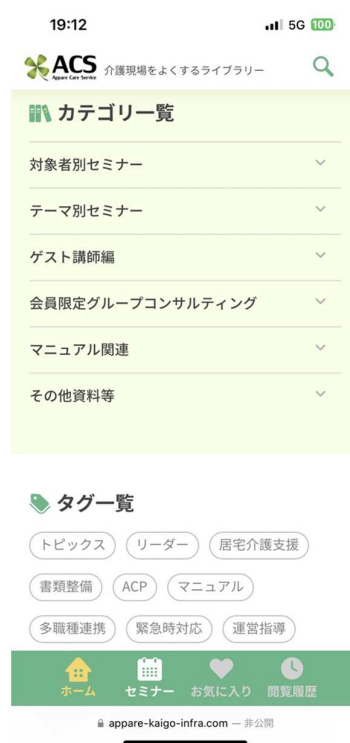 19:12
5G
100
ACS
Appare Care Service
介護現場をよくするライブラリー
カテゴリ一覧
対象者別セミナー
テーマ別セミナー
ゲスト講師編
会員限定グループコンサルティング
マニュアル関連
その他資料等
タグ一覧
トピックス リーダー 居宅介護支援
書類整備 ACP マニュアル
多職種連携 緊急時対応 運営指導
ホーム セミナー お気に入り 閲覧履歴
appare-kaigo-infra.com — 非公開